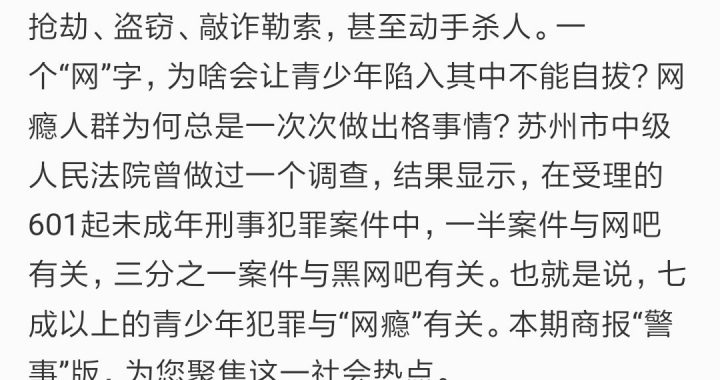 抢劫、盗窃、敲诈勒索，甚至动手杀人。一
个“网”字，为啥会让青少年陷入其中不能自拔？网
瘾人群为何总是一次次做出格事情？苏州市中级
人民法院曾做过一个调查，结果显示，在受理的
601起未成年刑事犯罪案件中，一半案件与网吧
有关，三分之一案件与黑网吧有关。也就是说，七
成以上的青少年犯罪与“网瘾”有关。本期商报“警
事”版，为您聚焦这一社会热点。